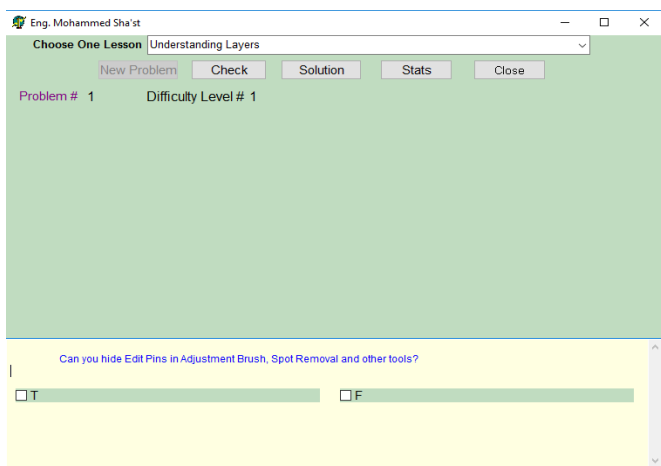 Eng. Mohammed Sha'st
Choose One Lesson Understanding Layers
New Problem Check Solution Stats Close
Problem # 1 Difficulty Level # 1
Can you hide Edit Pins in Adjustment Brush, Spot Removal and other tools?
T F